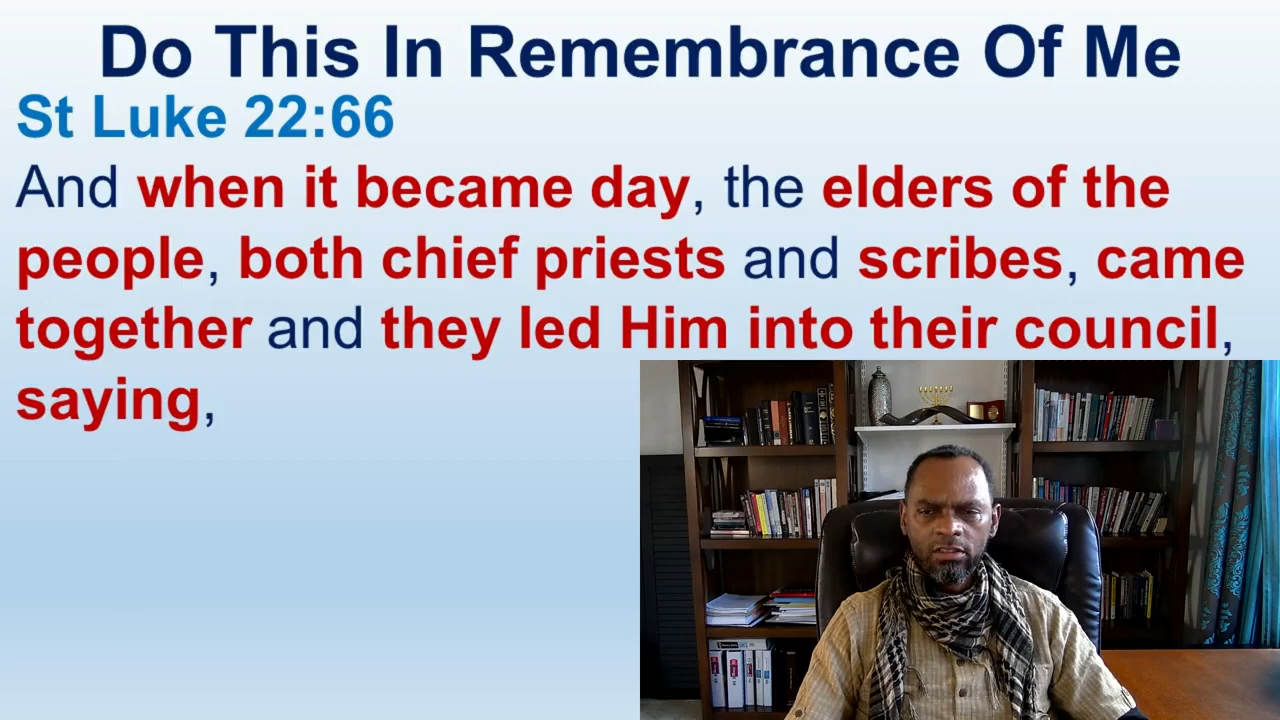 Do This In Remembrance Of Me
St Luke 22:66
And when it became day, the elders of the
people, both chief priests and scribes, came
together and they led Him into their council,
saying,